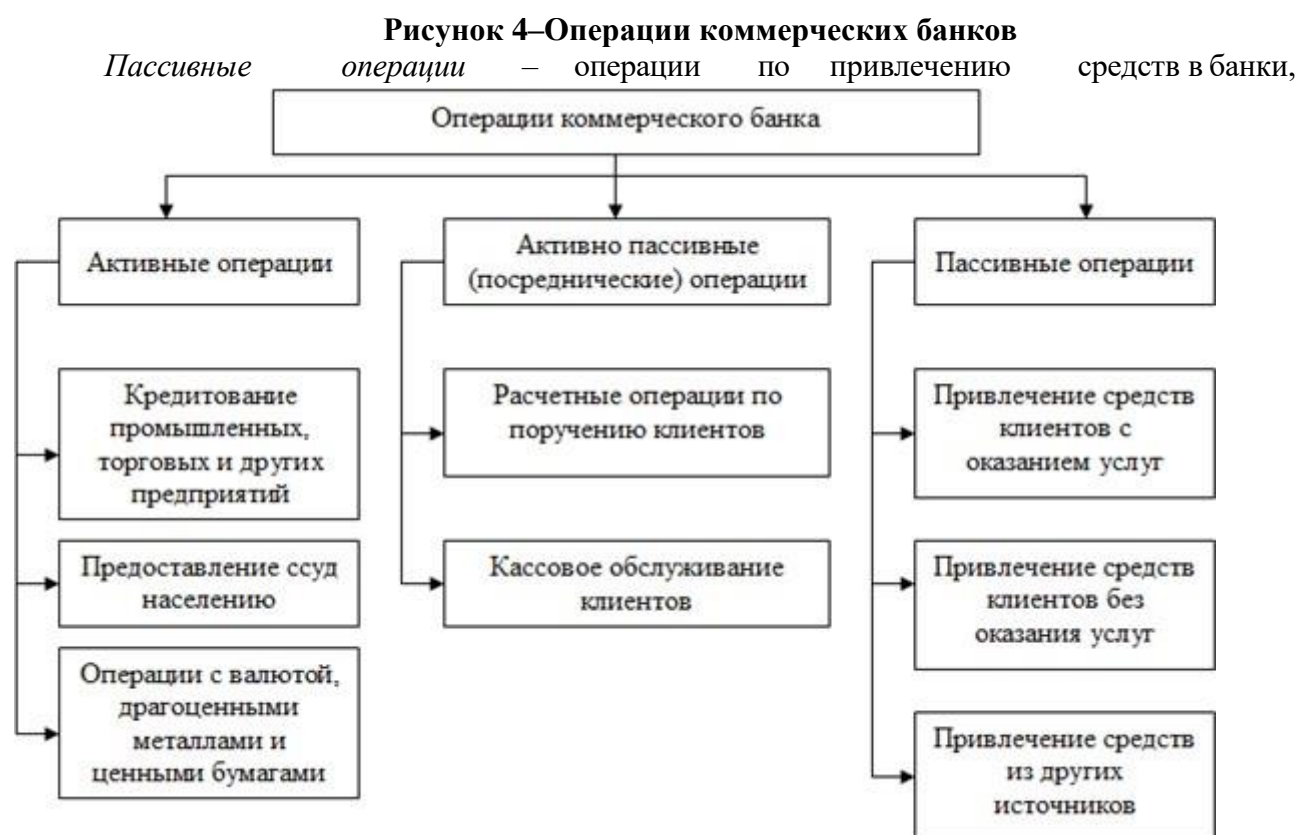 Рисунок 4–Операции коммерческих банков
Пассивные операции – операции по привлечению средств в банки,
Операции коммерческого банка
Активные операции
Активно пассивные
(посреднические) операции
Пассивные операции
Кредитование
промышленных,
торговых и других
предприятий
Расчетные операции по
поручению клиентов
Привлечение средств
клиентов с
оказанием услуг
Предоставление ссуд
населению
Кассовое обслуживание
клиентов
Привлечение средств
клиентов без
оказания услуг
Операции с валютой,
драгоценными
металлами и
ценными бумагами
Привлечение средств
из других
источников